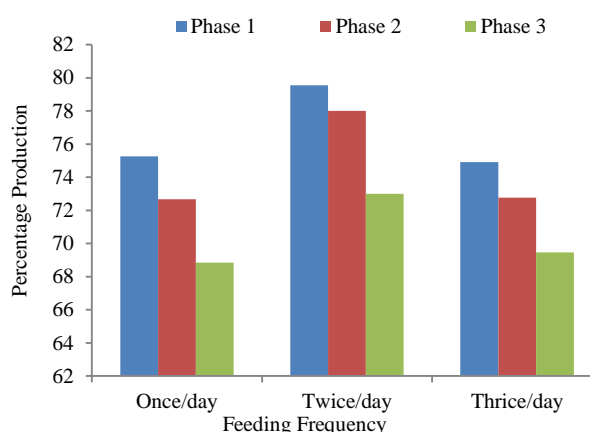 Phase 1 Phase 2 Phase 3
82
80
78
76
74
72
70
68
66
64
62
Percentage Production
Once/day Twice/day Thrice/day
Feeding Frequency